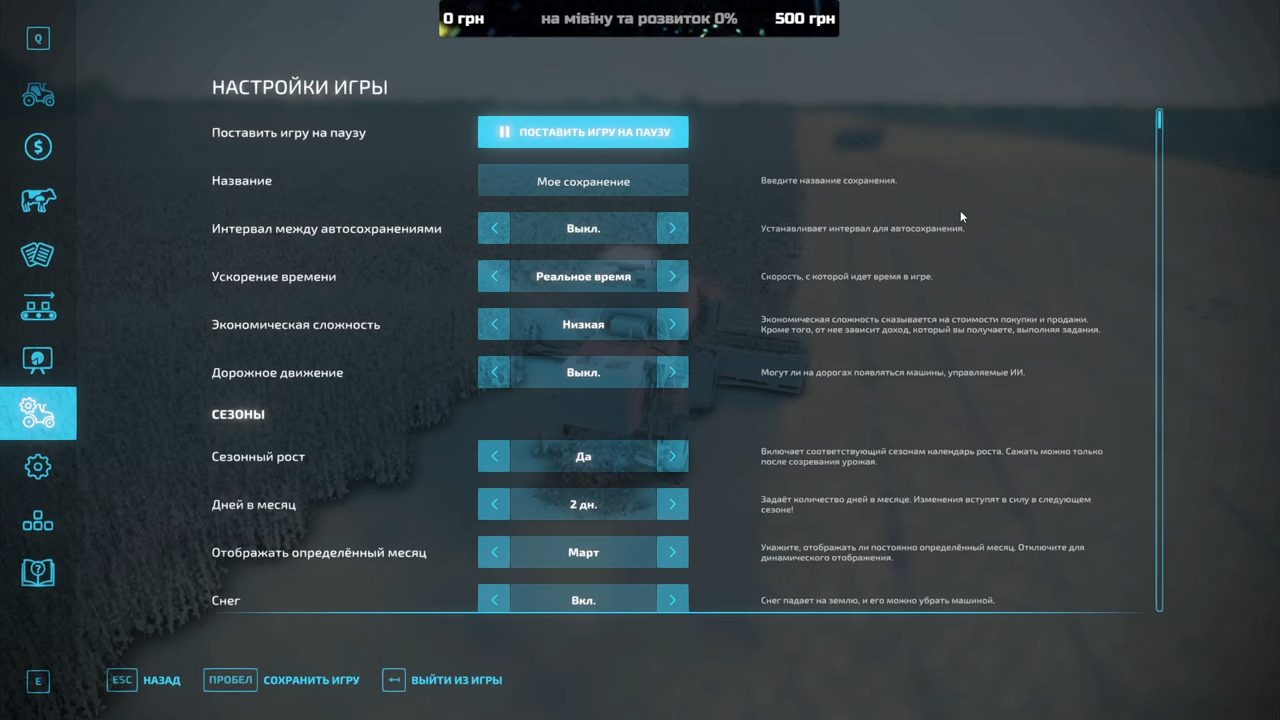 0 грн на мівіну та розвиток 0% 500 грн
Q
НАСТРОЙКИ ИГРЫ
Поставить игру на паузу ПОСТАВИТЬ ИГРУ НА ПАУЗУ
Название Мое сохранение Введите название сохранения.
Интервал между автосохранениями Выкл. Устанавливает интервал для автосохранения.
Ускорение времени Реальное время Скорость, с которой идет время в игре.
Экономическая сложность Низкая Экономическая сложность сказывается на стоимости покупки и продажи.
Кроме того, от нее зависит доход, который вы получаете, выполняя задания.
Дорожное движение Выкл. Могут ли на дорогах появляться машины, управляемые ИИ.
СЕЗОНЫ
Сезонный рост Да Включает соответствующий сезонам календарь роста. Сажать можно только
после созревания урожая.
Дней в месяц 2 дн. Задаёт количество дней в месяце. Изменения вступят в силу в следующем
сезоне!
Отображать определённый месяц Март Укажите, отображать ли постоянно определённый месяц. Отключите для
динамического отображения.
Снег Вкл. Снег падает на землю, и его можно убрать машиной.
E ESC НАЗАД ПРОБЕЛ СОХРАНИТЬ ИГРУ ВЫЙТИ ИЗ ИГРЫ